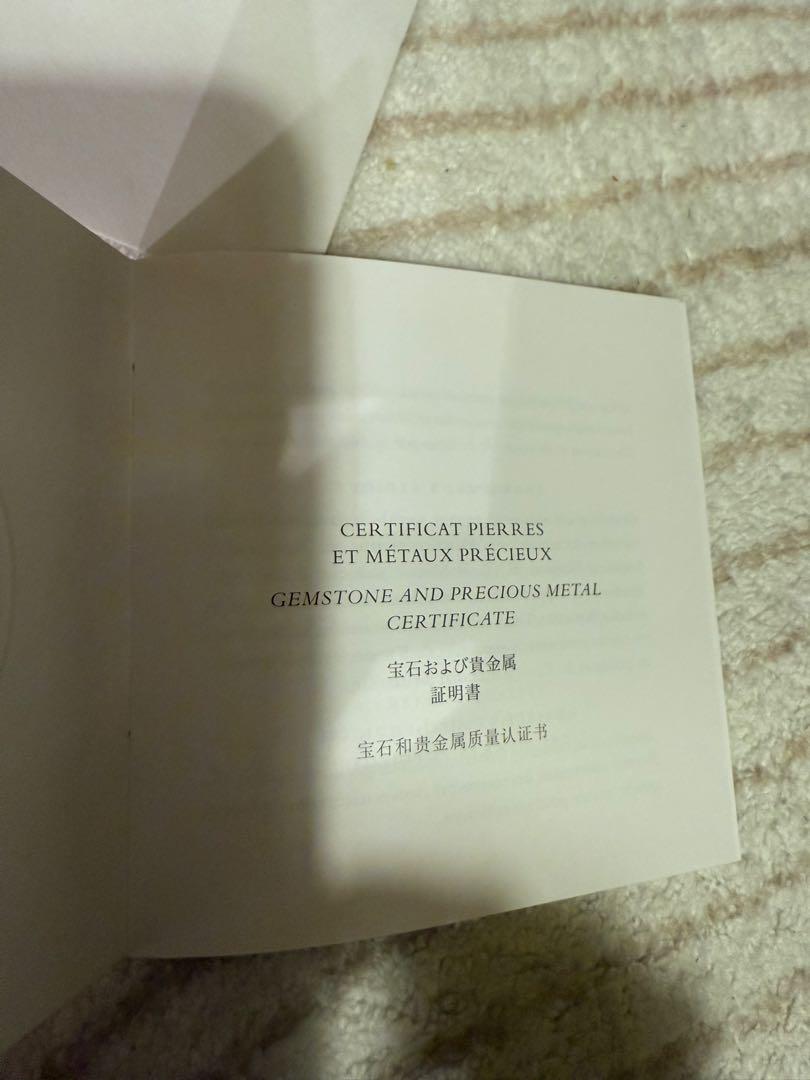 CERTIFICAT PIERRES
ET MÉTAUX PRÉCIEUX
GEMSTONE AND PRECIOUS METAL
CERTIFICATE
宝石および貴金属
証明書
宝石和贵金属质量认证书